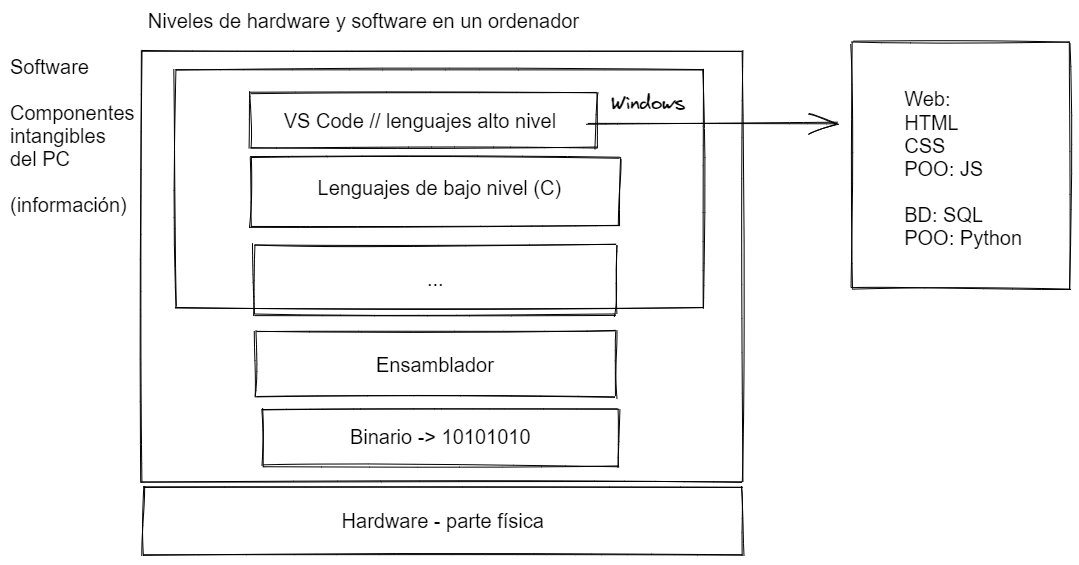 Niveles de hardware y software en un ordenador
Software
Componentes
intangibles
del PC
(información)
VS Code // lenguajes alto nivel
Windows
Lenguajes de bajo nivel (C)
...
Ensamblador
Binario -> 10101010
Hardware - parte física
Web:
HTML
CSS
POO: JS
BD: SQL
POO: Python